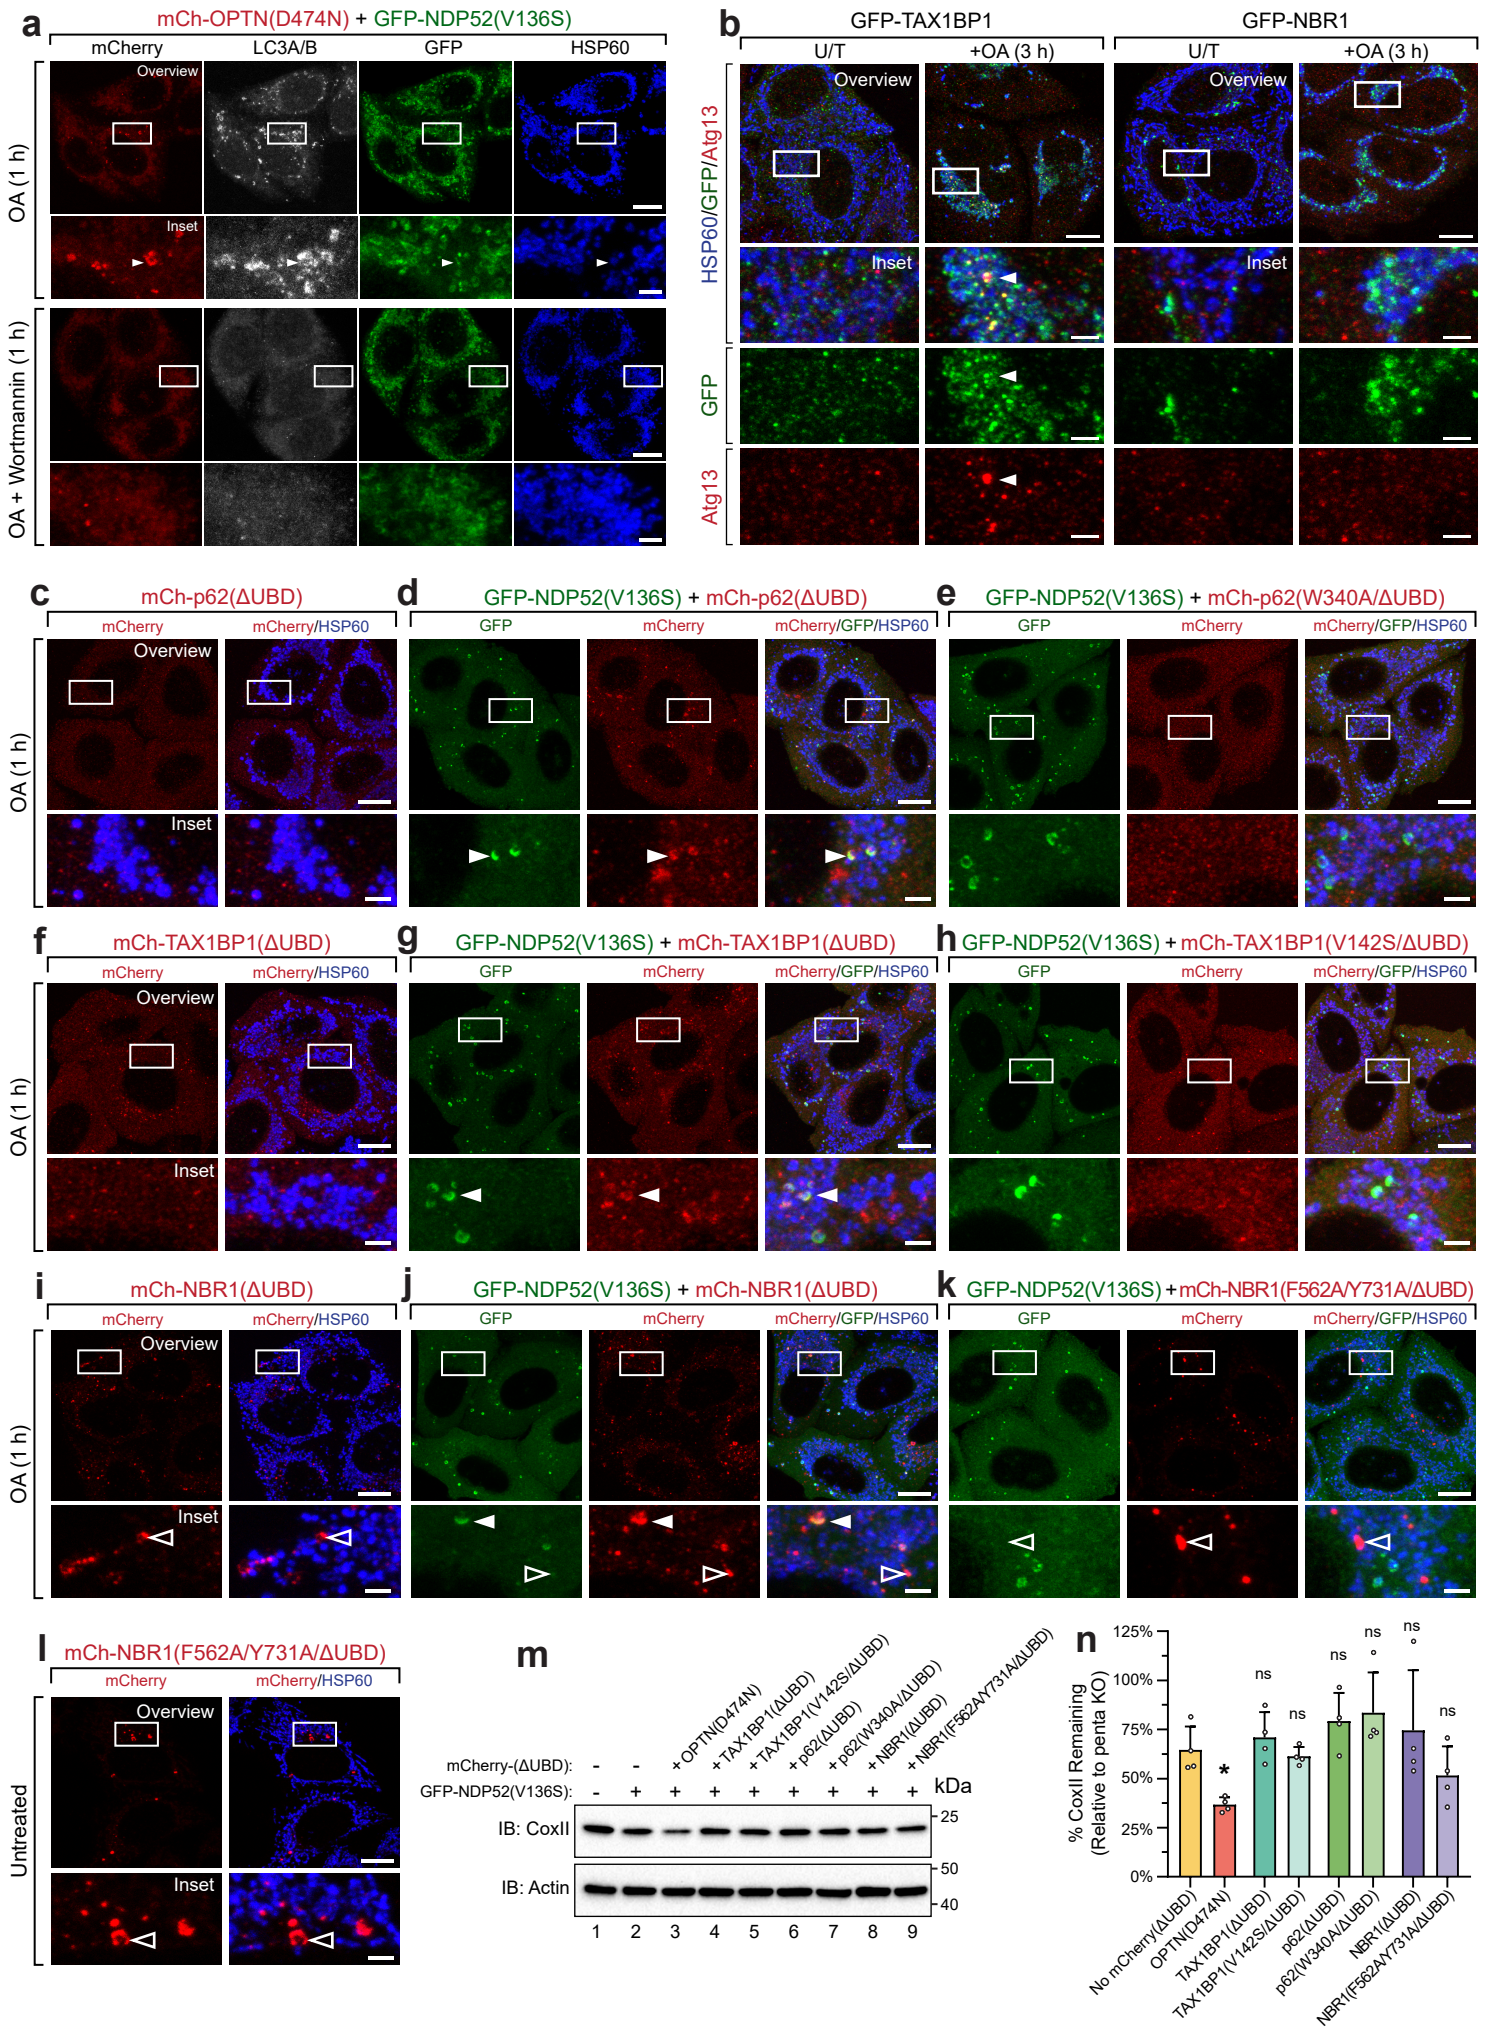 a
mCh-OPTN(D474N) + GFP-NDP52(V136S)
mCherry LC3A/B GFP HSP60
OA (1 h)
Overview
Inset
OA + Wortmannin (1 h)
b
GFP-TAX1BP1 GFP-NBR1
U/T +OA (3 h) U/T +OA (3 h)
HSP60/GFP/Atg13
Overview Overview
Inset Inset
GFP
Atg13
c
mCh-p62(ΔUBD)
mCherry mCherry/HSP60
OA (1 h)
Overview
Inset
d
GFP-NDP52(V136S) + mCh-p62(ΔUBD)
GFP mCherry mCherry/GFP/HSP60
e
GFP-NDP52(V136S) + mCh-p62(W340A/ΔUBD)
GFP mCherry mCherry/GFP/HSP60
f
mCh-TAX1BP1(ΔUBD)
mCherry mCherry/HSP60
OA (1 h)
Overview
Inset
g
GFP-NDP52(V136S) + mCh-TAX1BP1(ΔUBD)
GFP mCherry mCherry/GFP/HSP60
h
GFP-NDP52(V136S) + mCh-TAX1BP1(V142S/ΔUBD)
GFP mCherry mCherry/GFP/HSP60
i
mCh-NBR1(ΔUBD)
mCherry mCherry/HSP60
OA (1 h)
Overview
Inset
j
GFP-NDP52(V136S) + mCh-NBR1(ΔUBD)
GFP mCherry mCherry/GFP/HSP60
k
GFP-NDP52(V136S) + mCh-NBR1(F562A/Y731A/ΔUBD)
GFP mCherry mCherry/GFP/HSP60
l
mCh-NBR1(F562A/Y731A/ΔUBD)
mCherry mCherry/HSP60
Untreated
Overview
Inset
m
OPTN(D474N)
TAX1BP1(ΔUBD)
TAX1BP1(V142S/ΔUBD)
p62(ΔUBD)
p62(W340A/ΔUBD)
NBR1(ΔUBD)
NBR1(F562A/Y731A/ΔUBD)
mCherry-(ΔUBD): - - + + + + + + +
GFP-NDP52(V136S): - + + + + + + + +
kDa
IB: CoxII
25
IB: Actin
50
40
1 2 3 4 5 6 7 8 9
n
% CoxII Remaining
(Relative to penta KO)
125%
100%
75%
50%
25%
0%
* ns ns ns ns ns ns
No mCherry(ΔUBD)
OPTN(D474N)
TAX1BP1(ΔUBD)
TAX1BP1(V142S/ΔUBD)
p62(ΔUBD)
p62(W340A/ΔUBD)
NBR1(ΔUBD)
NBR1(F562A/Y731A/ΔUBD)